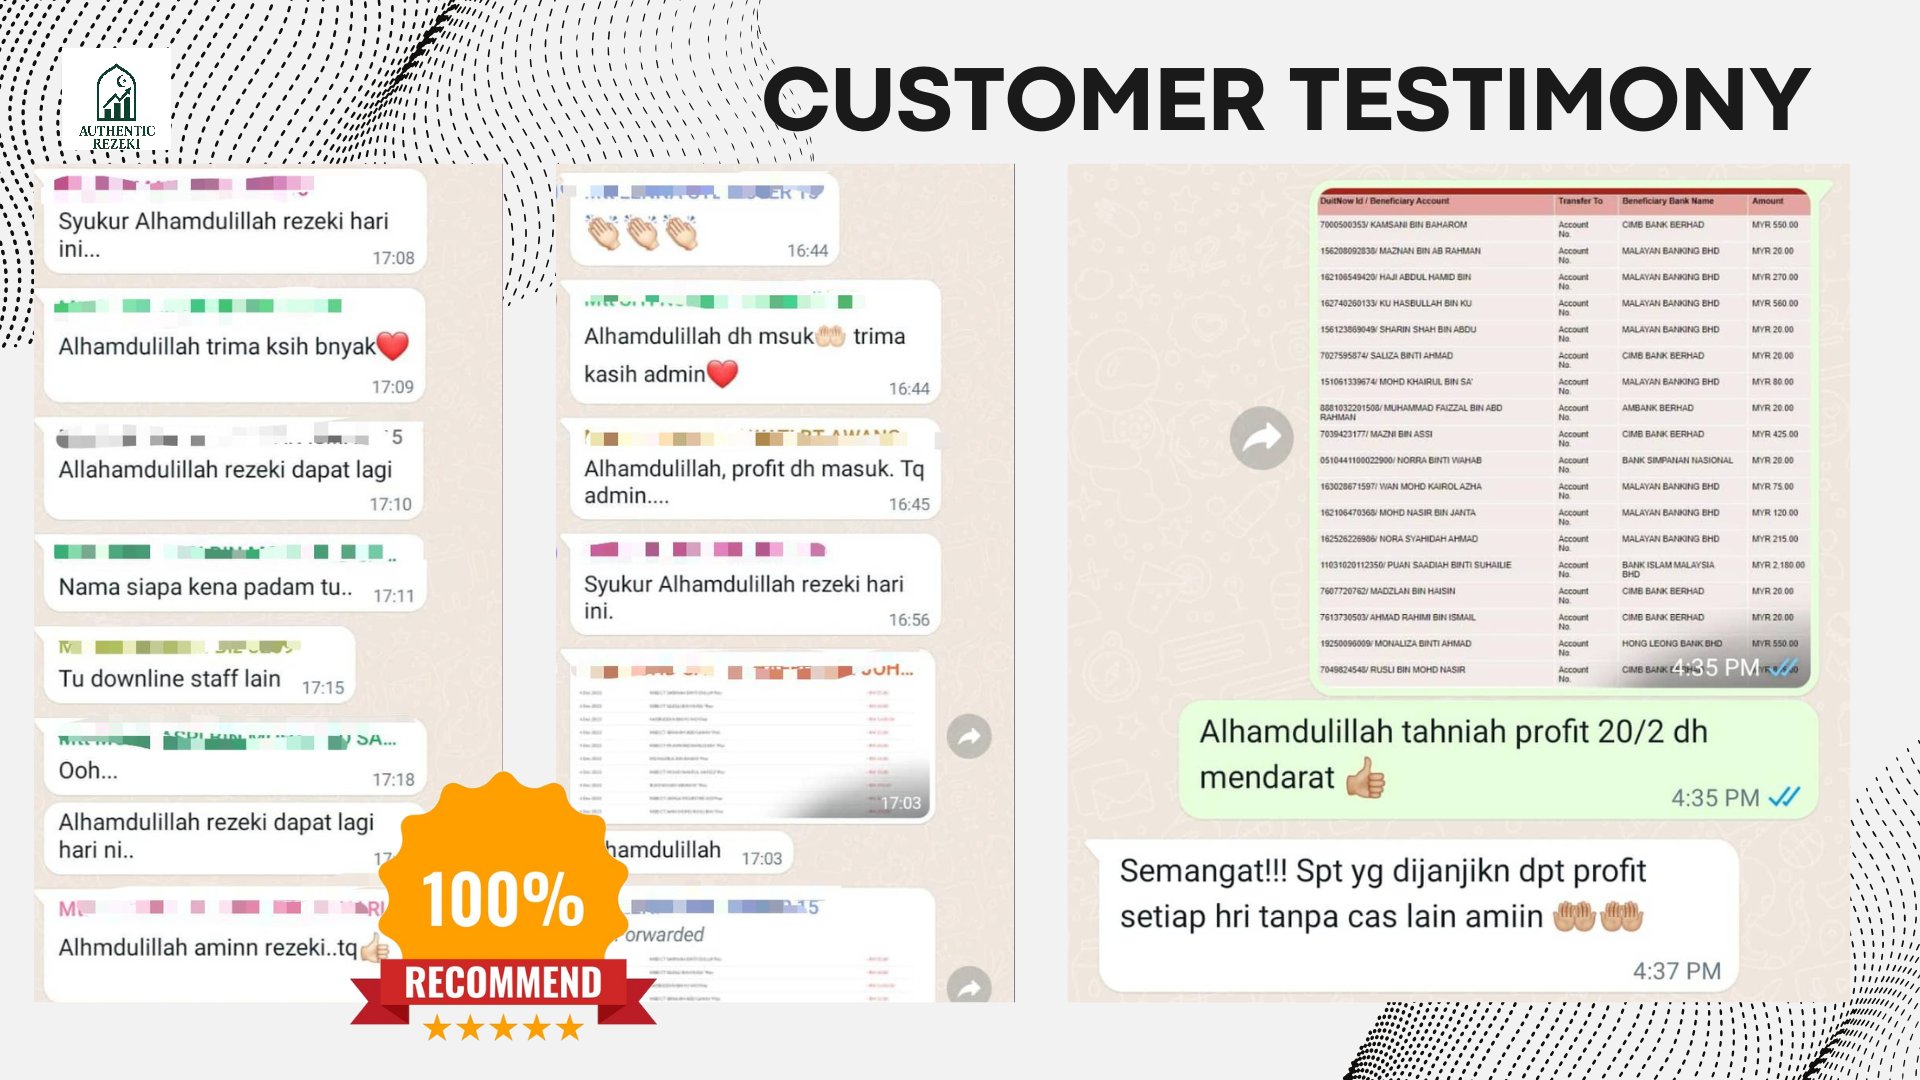 AUTHENTIC
REZEKI
CUSTOMER TESTIMONY
Syukur Alhamdulillah rezeki hari
ini...
17:08
Alhamdulillah trima ksih bnyak❤️
17:09
15
Allahamdulillah rezeki dapat lagi
17:10
Nama siapa kena padam tu..
17:11
Tu downline staff lain
17:15
SA...
Ooh...
17:18
Alhamdulillah rezeki dapat lagi
hari ni..
Alhmdulillah aminn rezeki..tq👍
👏👏👏
16:44
Alhamdulillah dh msuk🤲 trima
kasih admin❤️
16:44
AWANG
Alhamdulillah, profit dh masuk. Tq
admin....
16:45
Syukur Alhamdulillah rezeki hari
ini.
16:56
JOH...
17:03
hamdulillah
17:03
15
orwarded
100%
RECOMMEND
DuitNow Id / Beneficiary Account Transfer To Beneficiary Bank Name Amount
7000500353/ KAMSANI BIN BAHAROM Account No. CIMB BANK BERHAD MYR 550.00
156208092838/ MAZNAN BIN AB RAHMAN Account No. MALAYAN BANKING BHD MYR 20.00
162106549420/ HAJI ABDUL HAMID BIN Account No. MALAYAN BANKING BHD MYR 270.00
162740260133/ KU HASBULLAH BIN KU Account No. MALAYAN BANKING BHD MYR 560.00
156123869049/ SHARIN SHAH BIN ABDU Account No. MALAYAN BANKING BHD MYR 20.00
7027595874/ SALIZA BINTI AHMAD Account No. CIMB BANK BERHAD MYR 20.00
151061339674/ MOHD KHAIRUL BIN SA' Account No. MALAYAN BANKING BHD MYR 80.00
8881032201508/ MUHAMMAD FAIZZAL BIN ABD RAHMAN Account No. AMBANK BERHAD MYR 20.00
7039423177/ MAZNI BIN ASSI Account No. CIMB BANK BERHAD MYR 425.00
0510441100022900/ NORRA BINTI WAHAB Account No. BANK SIMPANAN NASIONAL MYR 20.00
163028671597/ WAN MOHD KAIROL AZHA Account No. MALAYAN BANKING BHD MYR 75.00
162106470368/ MOHD NASIR BIN JANTA Account No. MALAYAN BANKING BHD MYR 120.00
162526226986/ NORA SYAHIDAH AHMAD Account No. MALAYAN BANKING BHD MYR 215.00
11031020112350/ PUAN SAADIAH BINTI SUHAILIE Account No. BANK ISLAM MALAYSIA BHD MYR 2,180.00
7607720762/ MADZLAN BIN HAISIN Account No. CIMB BANK BERHAD MYR 20.00
7613730503/ AHMAD RAHIMI BIN ISMAIL Account No. CIMB BANK BERHAD MYR 20.00
19250096009/ MONALIZA BINTI AHMAD Account No. HONG LEONG BANK BHD MYR 550.00
7049824548/ RUSLI BIN MOHD NASIR Account No. CIMB BANK
4:35 PM
Alhamdulillah tahniah profit 20/2 dh
mendarat 👍
4:35 PM
Semangat!!! Spt yg dijanjikn dpt profit
setiap hri tanpa cas lain amiin 🤲🤲
4:37 PM